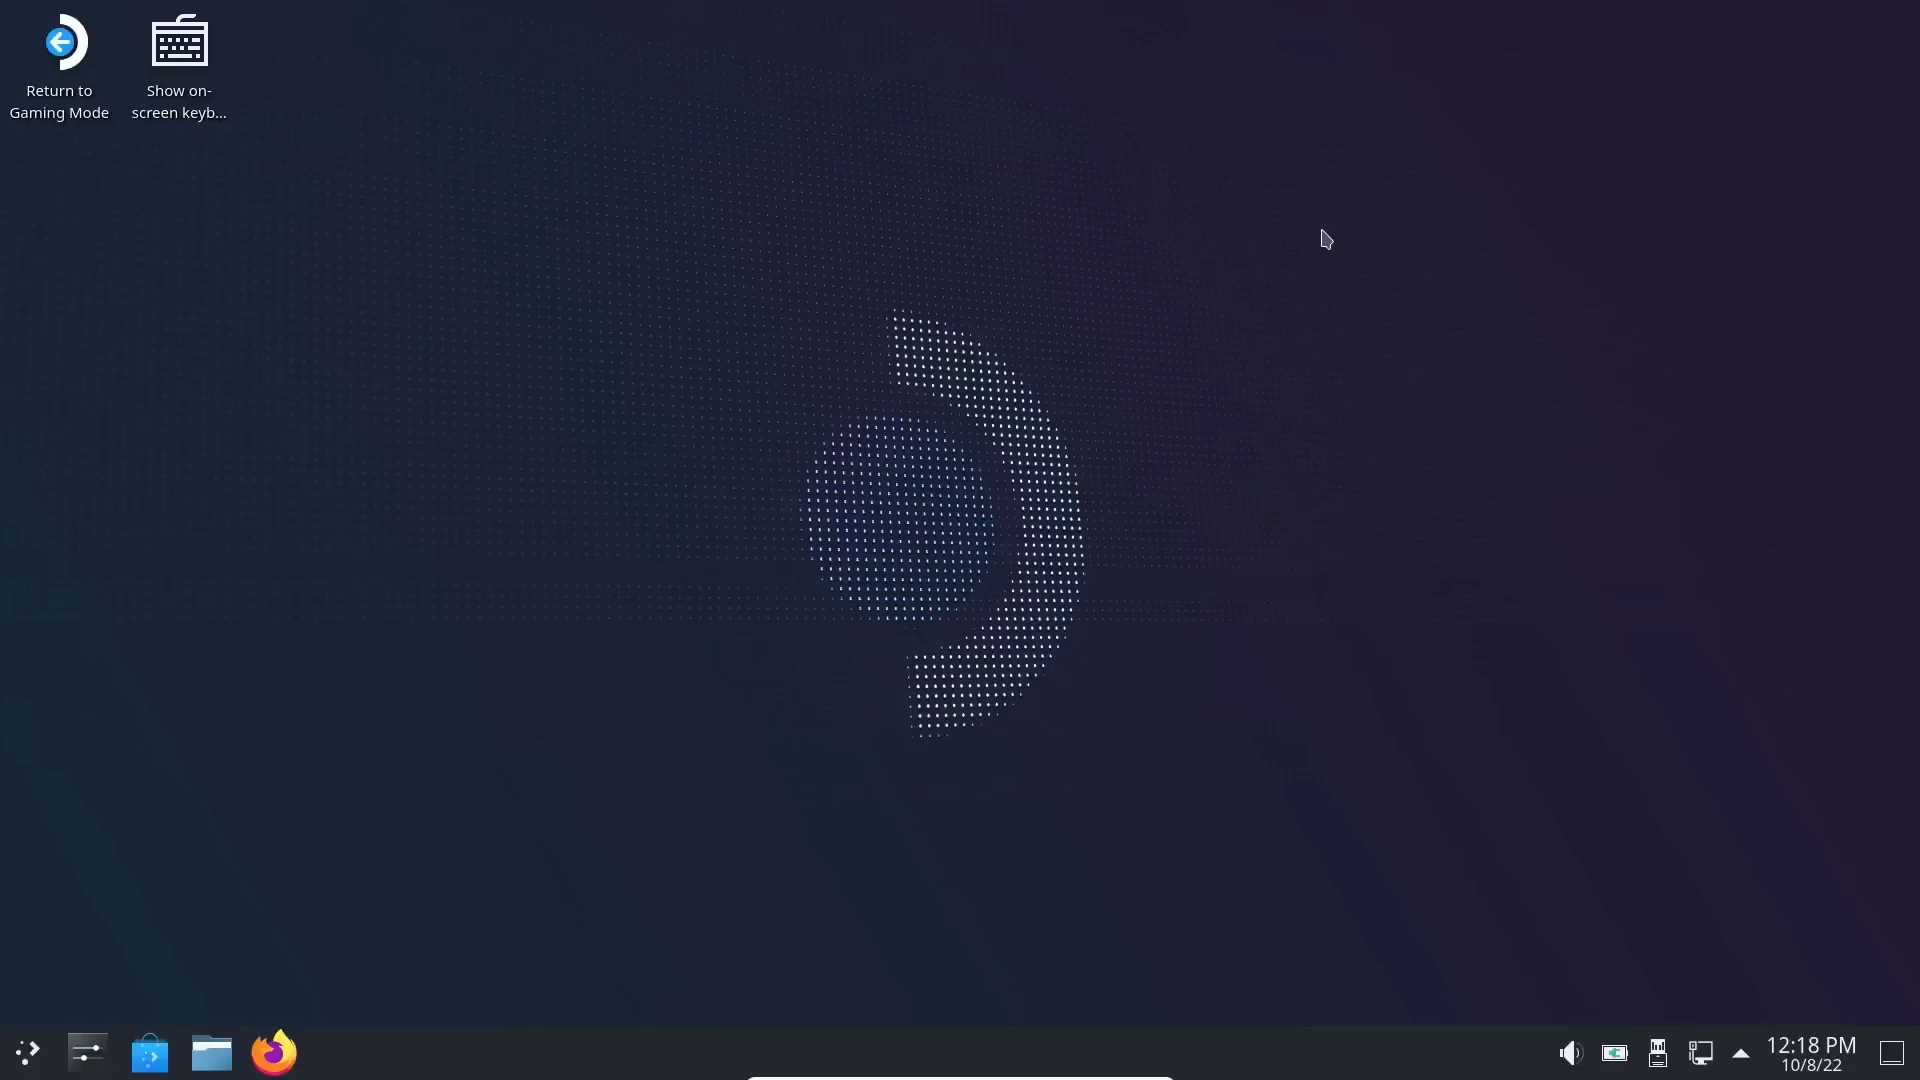 Return to
Gaming Mode
Show on-
screen keyb...
12:18 PM
10/8/22